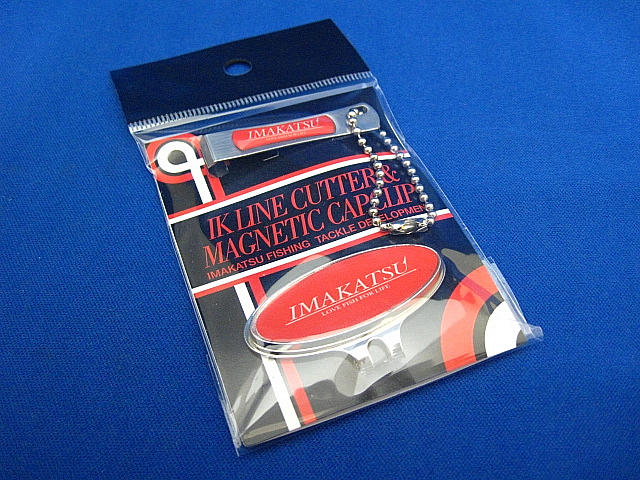 IMAKATSU
IK LINE CUTTER &
MAGNETIC CAP CLIP
IMAKATSU FISHING TACKLE DEVELOPMENT
IMAKATSU
LOVE FISH FOR LIFE